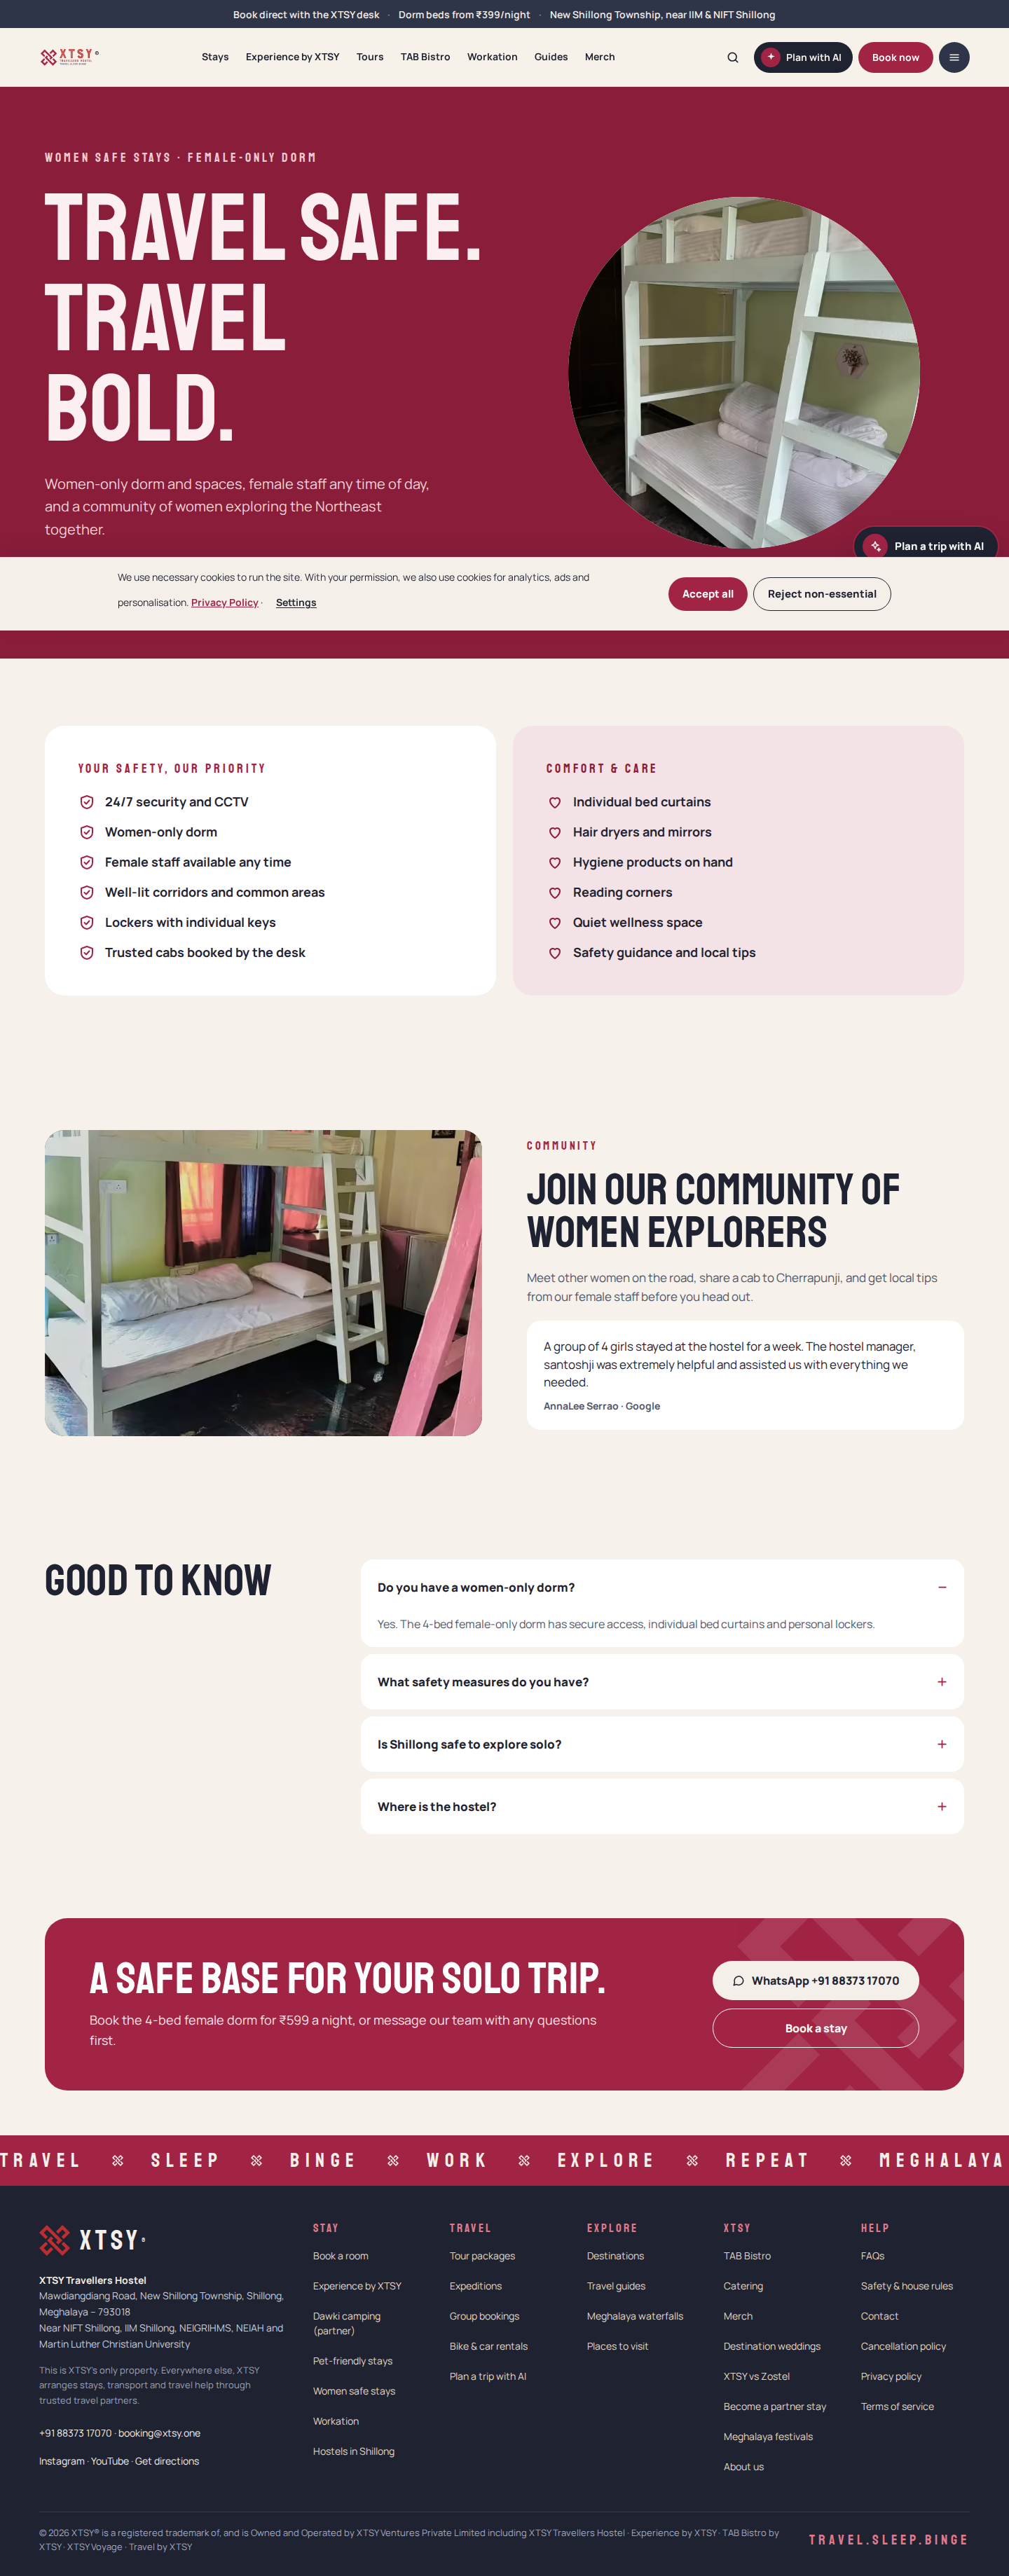 Book direct with the XTSY desk · Dorm beds from ₹399/night · New Shillong Township, near IIM & NIFT Shillong
XTSY®
Stays Experience by XTSY Tours TAB Bistro Workation Guides Merch Plan with AI Book now
WOMEN SAFE STAYS · FEMALE-ONLY DORM
TRAVEL SAFE.
TRAVEL
BOLD.
Women-only dorm and spaces, female staff any time of day,
and a community of women exploring the Northeast
together.
Plan a trip with AI
We use necessary cookies to run the site. With your permission, we also use cookies for analytics, ads and
personalisation. Privacy Policy · Settings
Accept all Reject non-essential
YOUR SAFETY, OUR PRIORITY
24/7 security and CCTV
Women-only dorm
Female staff available any time
Well-lit corridors and common areas
Lockers with individual keys
Trusted cabs booked by the desk
COMFORT & CARE
Individual bed curtains
Hair dryers and mirrors
Hygiene products on hand
Reading corners
Quiet wellness space
Safety guidance and local tips
COMMUNITY
JOIN OUR COMMUNITY OF
WOMEN EXPLORERS
Meet other women on the road, share a cab to Cherrapunji, and get local tips
from our female staff before you head out.
A group of 4 girls stayed at the hostel for a week. The hostel manager,
santoshji was extremely helpful and assisted us with everything we
needed.
AnnaLee Serrao · Google
GOOD TO KNOW
Do you have a women-only dorm?
Yes. The 4-bed female-only dorm has secure access, individual bed curtains and personal lockers.
What safety measures do you have?
Is Shillong safe to explore solo?
Where is the hostel?
A SAFE BASE FOR YOUR SOLO TRIP.
Book the 4-bed female dorm for ₹599 a night, or message our team with any questions
first.
WhatsApp +91 88373 17070
Book a stay
TRAVEL SLEEP BINGE WORK EXPLORE REPEAT MEGHALAYA
XTSY®
XTSY Travellers Hostel
Mawdiangdiang Road, New Shillong Township, Shillong,
Meghalaya – 793018
Near NIFT Shillong, IIM Shillong, NEIGRIHMS, NEIAH and
Martin Luther Christian University
This is XTSY's only property. Everywhere else, XTSY
arranges stays, transport and travel help through
trusted travel partners.
+91 88373 17070 · booking@xtsy.one
Instagram · YouTube · Get directions
STAY
Book a room
Experience by XTSY
Dawki camping
(partner)
Pet-friendly stays
Women safe stays
Workation
Hostels in Shillong
TRAVEL
Tour packages
Expeditions
Group bookings
Bike & car rentals
Plan a trip with AI
EXPLORE
Destinations
Travel guides
Meghalaya waterfalls
Places to visit
XTSY
TAB Bistro
Catering
Merch
Destination weddings
XTSY vs Zostel
Become a partner stay
Meghalaya festivals
About us
HELP
FAQs
Safety & house rules
Contact
Cancellation policy
Privacy policy
Terms of service
© 2026 XTSY® is a registered trademark of, and is Owned and Operated by XTSY Ventures Private Limited including XTSY Travellers Hostel · Experience by XTSY · TAB Bistro by
XTSY · XTSY Voyage · Travel by XTSY
TRAVEL.SLEEP.BINGE